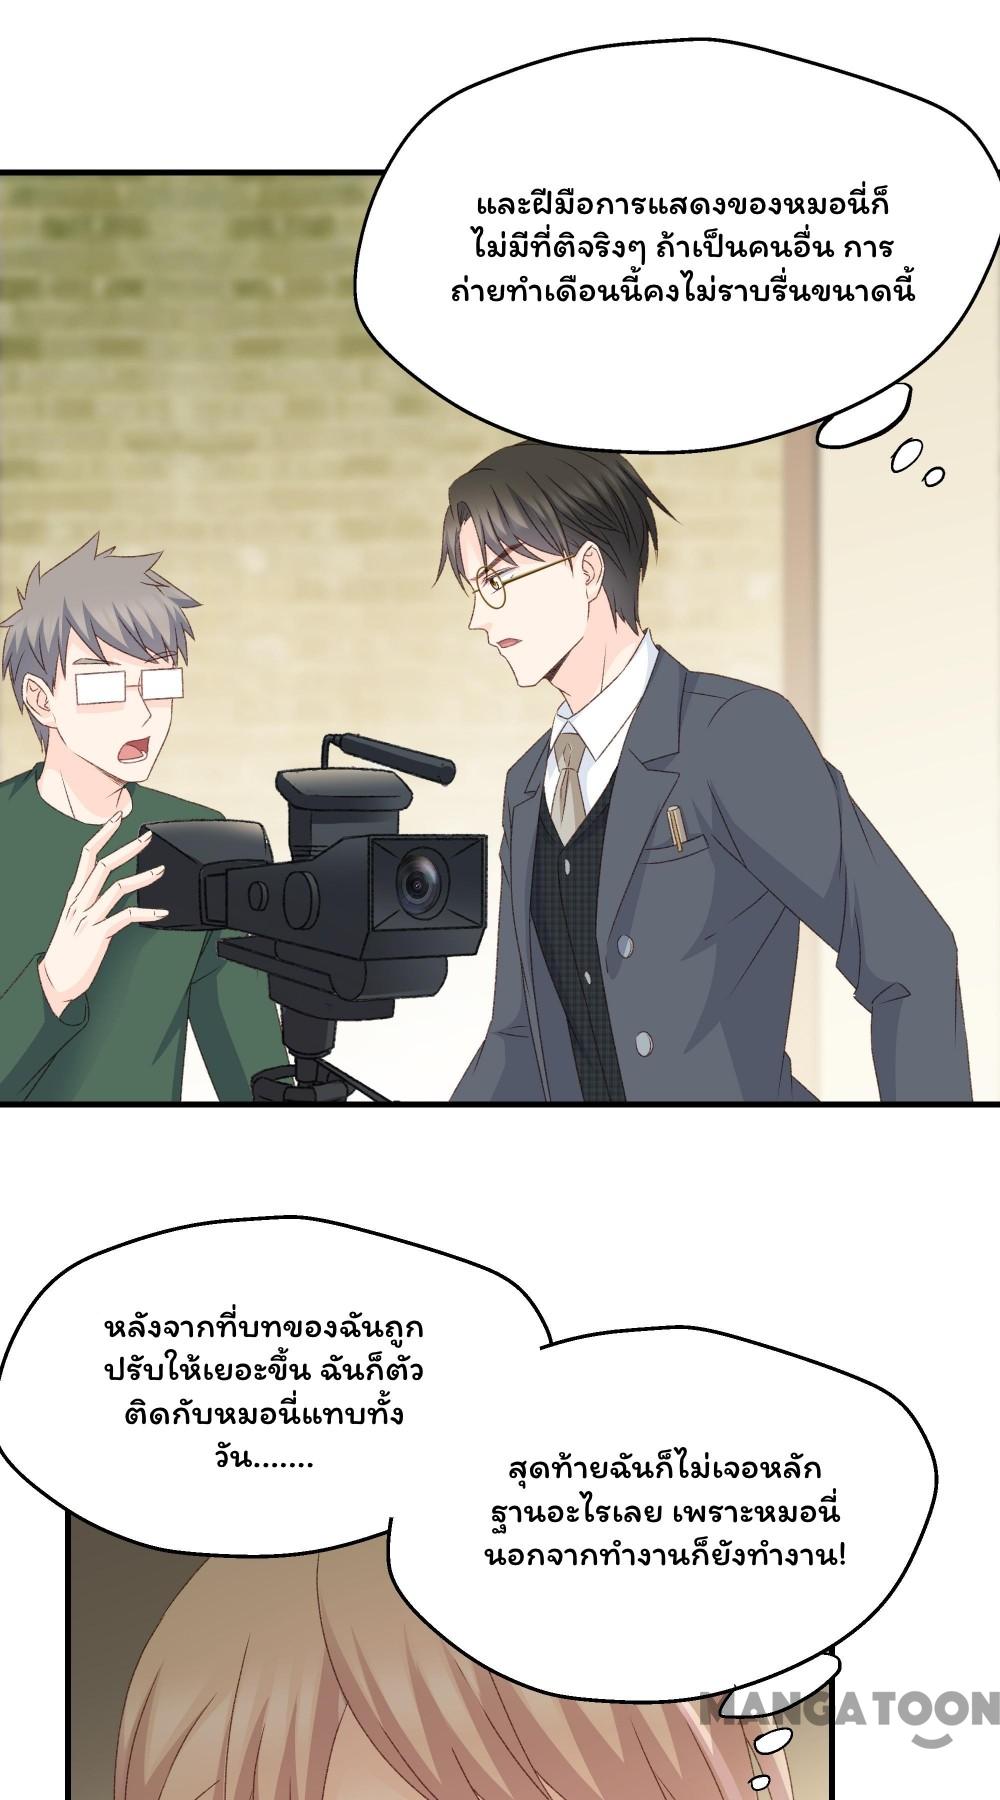 และฝีมือการแสดงของหมอนี่ก็
ไม่มีที่ติจริงๆ ถ้าเป็นคนอื่น การ
ถ่ายทำเดือนนี้คงไม่ราบรื่นขนาดนี้
หลังจากที่บทของฉันถูก
ปรับให้เยอะขึ้น ฉันก็ตัว
ติดกับหมอนี่แทบทั้ง
วัน.......
สุดท้ายฉันก็ไม่เจอหลัก
ฐานอะไรเลย เพราะหมอนี่
นอกจากทำงานก็ยังทำงาน!
MANGATOON